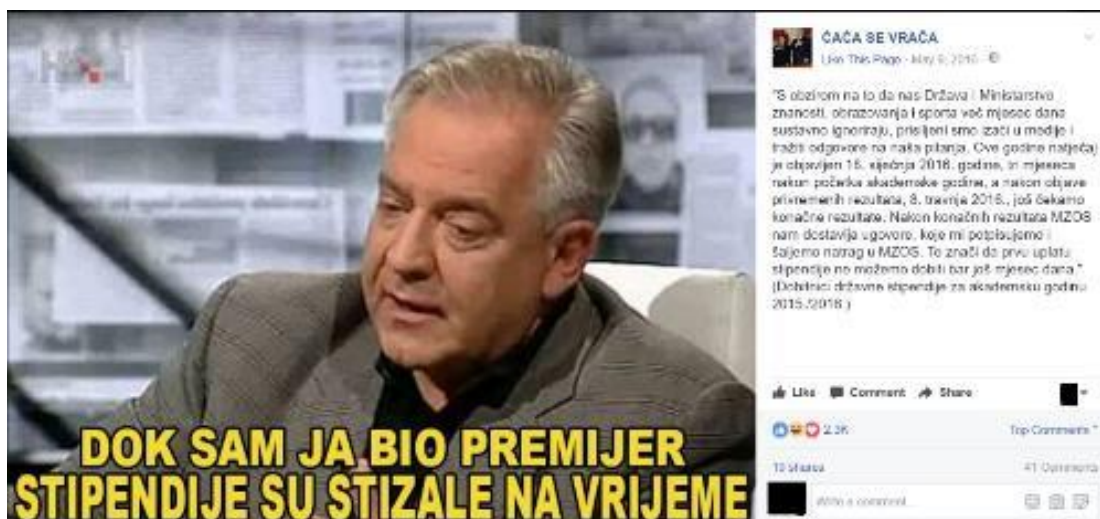 HRT
DOK SAM JA BIO PREMIJER
STIPENDIJE SU STIZALE NA VRIJEME
ĆAĆA SE VRAĆA
Like This Page · May 9, 2016 ·
"S obzirom na to da nas Država i Ministarstvo
znanosti, obrazovanja i sporta već mjesec dana
sustavno ignoriraju, prisiljeni smo izaći u medije i
tražiti odgovore na naša pitanja. Ove godine natječaj
je objavljen 15. siječnja 2016. godine, tri mjeseca
nakon početka akademske godine, a nakon objave
privremenih rezultata, 8. travnja 2016., još čekamo
konačne rezultate. Nakon konačnih rezultata MZOS
nam dostavlja ugovore, koje mi potpisujemo i
šaljemo natrag u MZOS. To znači da prvu uplatu
stipendije ne možemo dobiti bar još mjesec dana."
(Dobitnici državne stipendije za akademsku godinu
2015./2016.)
Like Comment Share
2.3K Top Comments
shares 41 Comments
Write a comment...